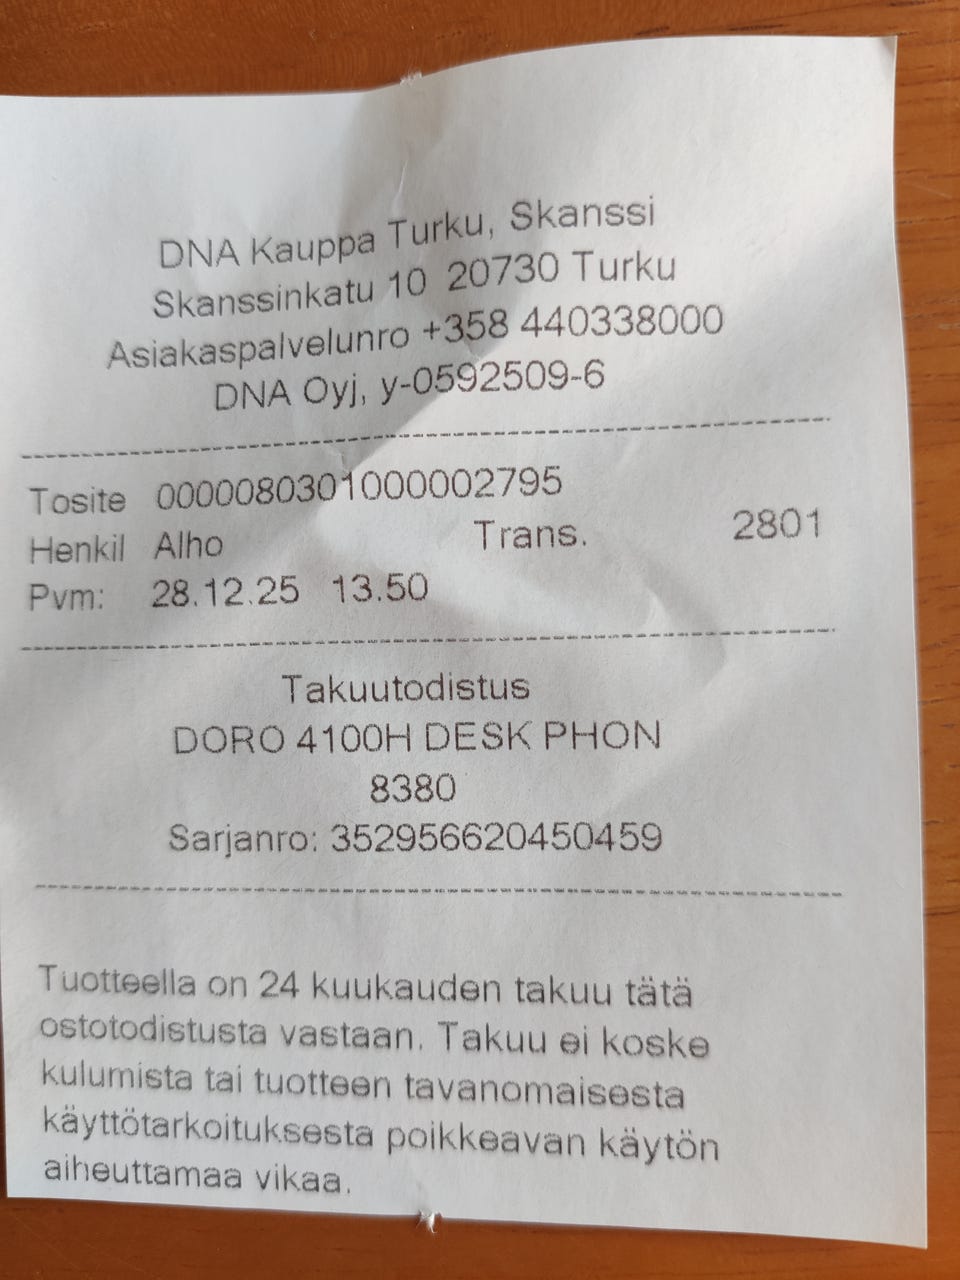 DNA Kauppa Turku, Skanssi
Skanssinkatu 10 20730 Turku
Asiakaspalvelunro +358 440338000
DNA Oyj, y-0592509-6
Tosite 0000080301000002795
Henkil Alho Trans. 2801
Pvm: 28.12.25 13.50
Takuutodistus
DORO 4100H DESK PHON
8380
Sarjanro: 352956620450459
Tuotteella on 24 kuukauden takuu tätä
ostotodistusta vastaan. Takuu ei koske
kulumista tai tuotteen tavanomaisesta
käyttötarkoituksesta poikkeavan käytön
aiheuttamaa vikaa.